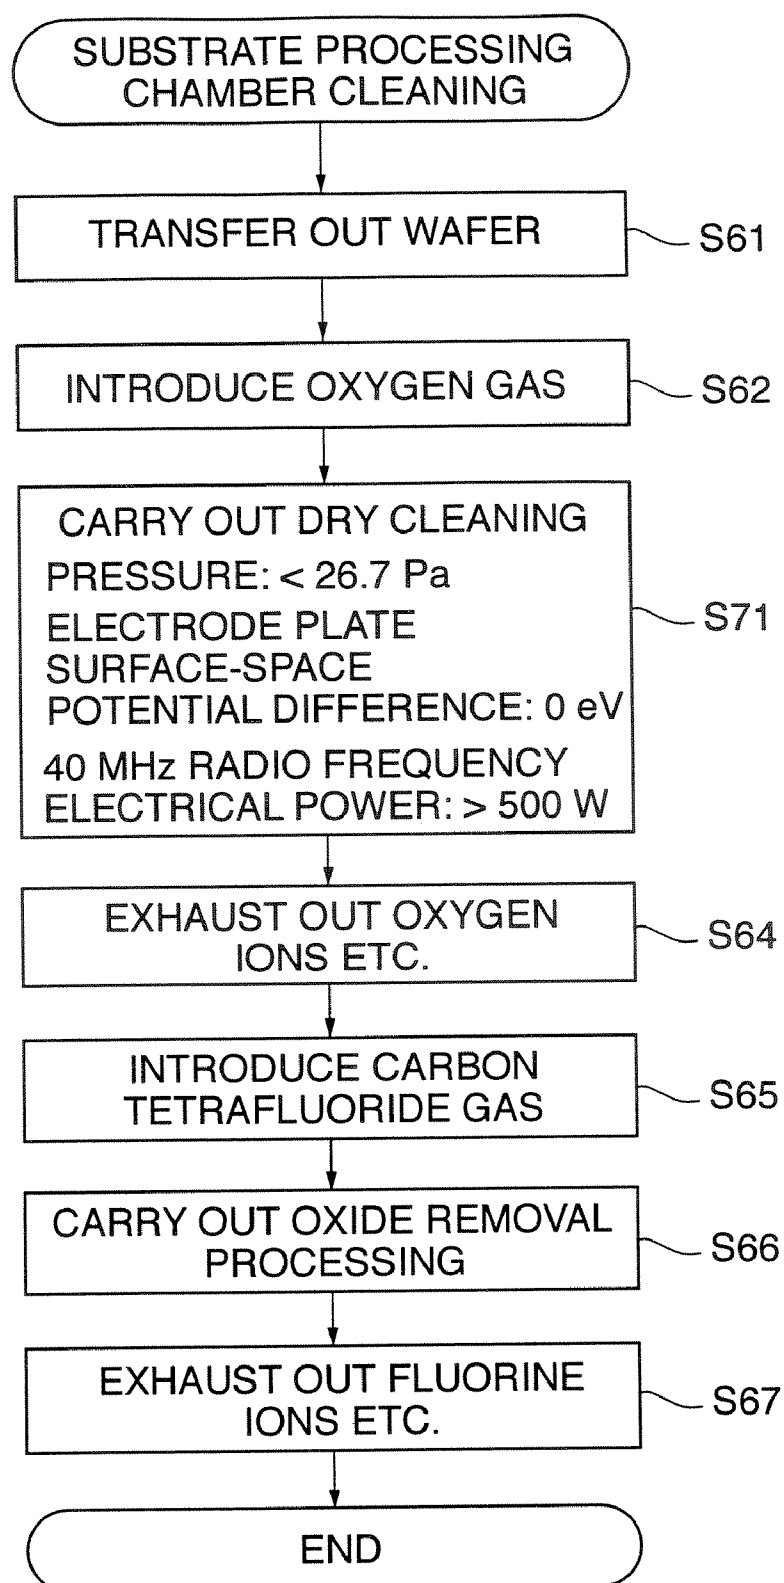 SUBSTRATE PROCESSING
CHAMBER CLEANING
TRANSFER OUT WAFER
S61
INTRODUCE OXYGEN GAS
S62
CARRY OUT DRY CLEANING
PRESSURE: < 26.7 Pa
ELECTRODE PLATE
SURFACE-SPACE
POTENTIAL DIFFERENCE: 0 eV
40 MHz RADIO FREQUENCY
ELECTRICAL POWER: > 500 W
S71
EXHAUST OUT OXYGEN
IONS ETC.
S64
INTRODUCE CARBON
TETRAFLUORIDE GAS
S65
CARRY OUT OXIDE REMOVAL
PROCESSING
S66
EXHAUST OUT FLUORINE
IONS ETC.
S67
END